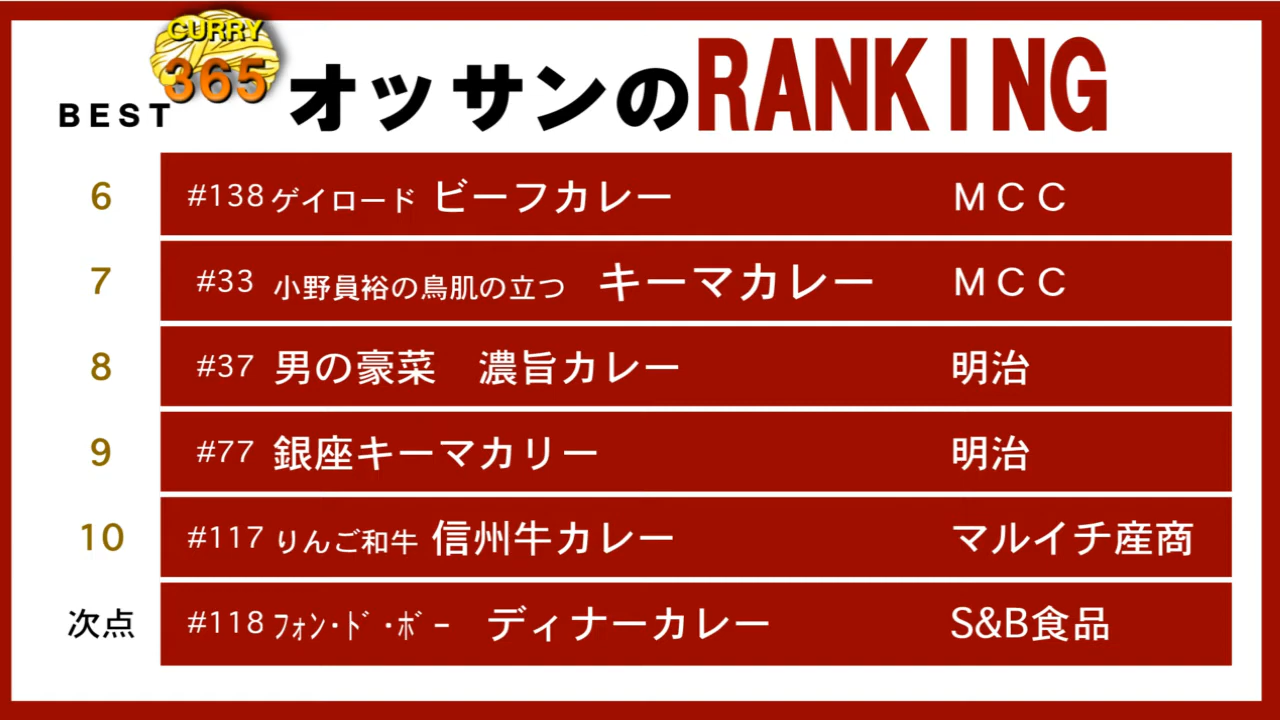 CURRY
365
BEST
オッサンのRANKING
6 #138 ゲイロード ビーフカレー ＭＣＣ
7 #33 小野員裕の鳥肌の立つ　キーマカレー ＭＣＣ
8 #37 男の豪菜　濃旨カレー 明治
9 #77 銀座キーマカリー 明治
10 #117 りんご和牛 信州牛カレー マルイチ産商
次点 #118 ﾌｫﾝ･ﾄﾞ･ﾎﾞｰ　ディナーカレー S&B食品